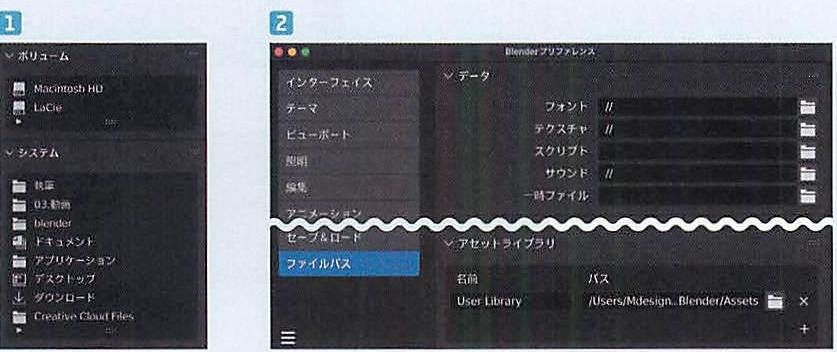 1
ボリューム
Macintosh HD
LaCie
システム
執筆
03.動画
blender
ドキュメント
アプリケーション
デスクトップ
ダウンロード
Creative Cloud Files
2
Blenderプリファレンス
インターフェイス
テーマ
ビューポート
照明
編集
アニメーション
セーブ&ロード
ファイルパス
データ
フォント //
テクスチャ //
スクリプト
サウンド //
一時ファイル
アセットライブラリ
名前 パス
User Library /Users/Mdesign...Blender/Assets